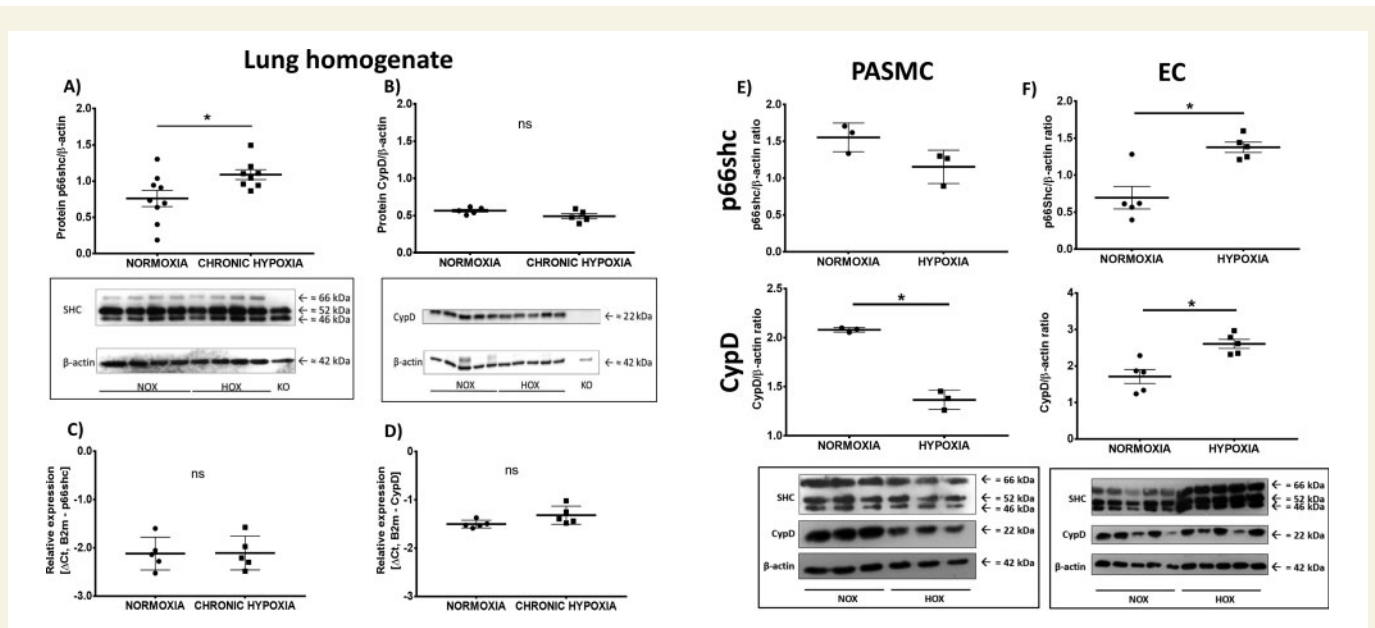 Lung homogenate
A)
Protein p66shc/β-actin
2.0
1.5
1.0
0.5
0.0
*
NORMOXIA CHRONIC HYPOXIA
SHC
← ≈ 66 kDa
← ≈ 52 kDa
← ≈ 46 kDa
β-actin
← ≈ 42 kDa
NOX HOX KO
B)
Protein CypD/β-actin
2.0
1.5
1.0
0.5
0.0
ns
NORMOXIA CHRONIC HYPOXIA
CypD
← ≈ 22 kDa
β-actin
← ≈ 42 kDa
NOX HOX KO
C)
Relative expression
[ΔCt, B2m - p66shc]
0.0
-1.0
-2.0
-3.0
ns
NORMOXIA CHRONIC HYPOXIA
D)
Relative expression
[ΔCt, B2m - CypD]
0
-1
-2
-3
ns
NORMOXIA CHRONIC HYPOXIA
PASMC
E)
p66shc
p66shc/β-actin ratio
2.0
1.5
1.0
0.5
0.0
NORMOXIA HYPOXIA
CypD
CypD/β-actin ratio
2.5
2.0
1.5
1.0
*
NORMOXIA HYPOXIA
SHC
← = 66 kDa
← = 52 kDa
← = 46 kDa
CypD
← = 22 kDa
β-actin
← = 42 kDa
NOX HOX
EC
F)
p66Shc/β-actin ratio
2.0
1.5
1.0
0.5
0.0
*
NORMOXIA HYPOXIA
CypD/β-actin ratio
4
3
2
1
0
*
NORMOXIA HYPOXIA
SHC
← = 66 kDa
← = 52 kDa
← = 46 kDa
CypD
← = 22 kDa
β-actin
← = 42 kDa
NOX HOX